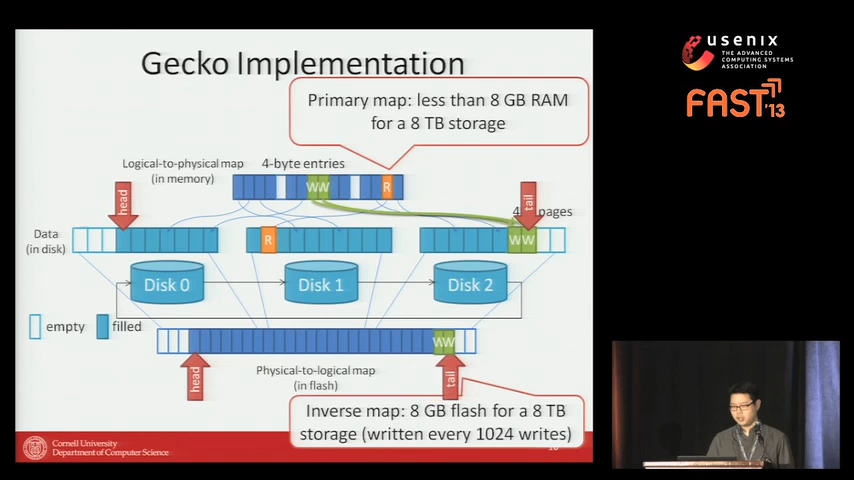 Gecko Implementation
Primary map: less than 8 GB RAM
for a 8 TB storage
Logical-to-physical map
(in memory)
4-byte entries
WW
R
head
tail
4
pages
Data
(in disk)
R
WW
Disk 0
Disk 1
Disk 2
empty
filled
WW
head
Physical-to-logical map
(in flash)
tail
Inverse map: 8 GB flash for a 8 TB
storage (written every 1024 writes)
Cornell University
Department of Computer Science
usenix
THE ADVANCED
COMPUTING SYSTEMS
ASSOCIATION
FAST'13